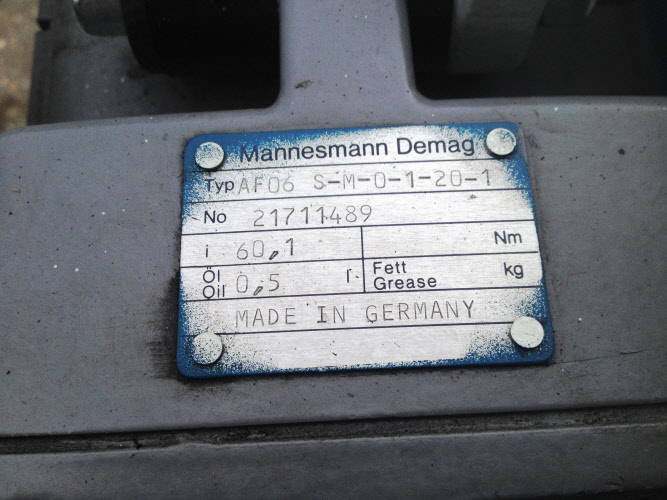 Mannesmann Demag
Typ AF06 S-M-0-1-20-1
No 21711489
i 60,1 Nm
Öl
Oil 0,5 l Fett
Grease kg
MADE IN GERMANY